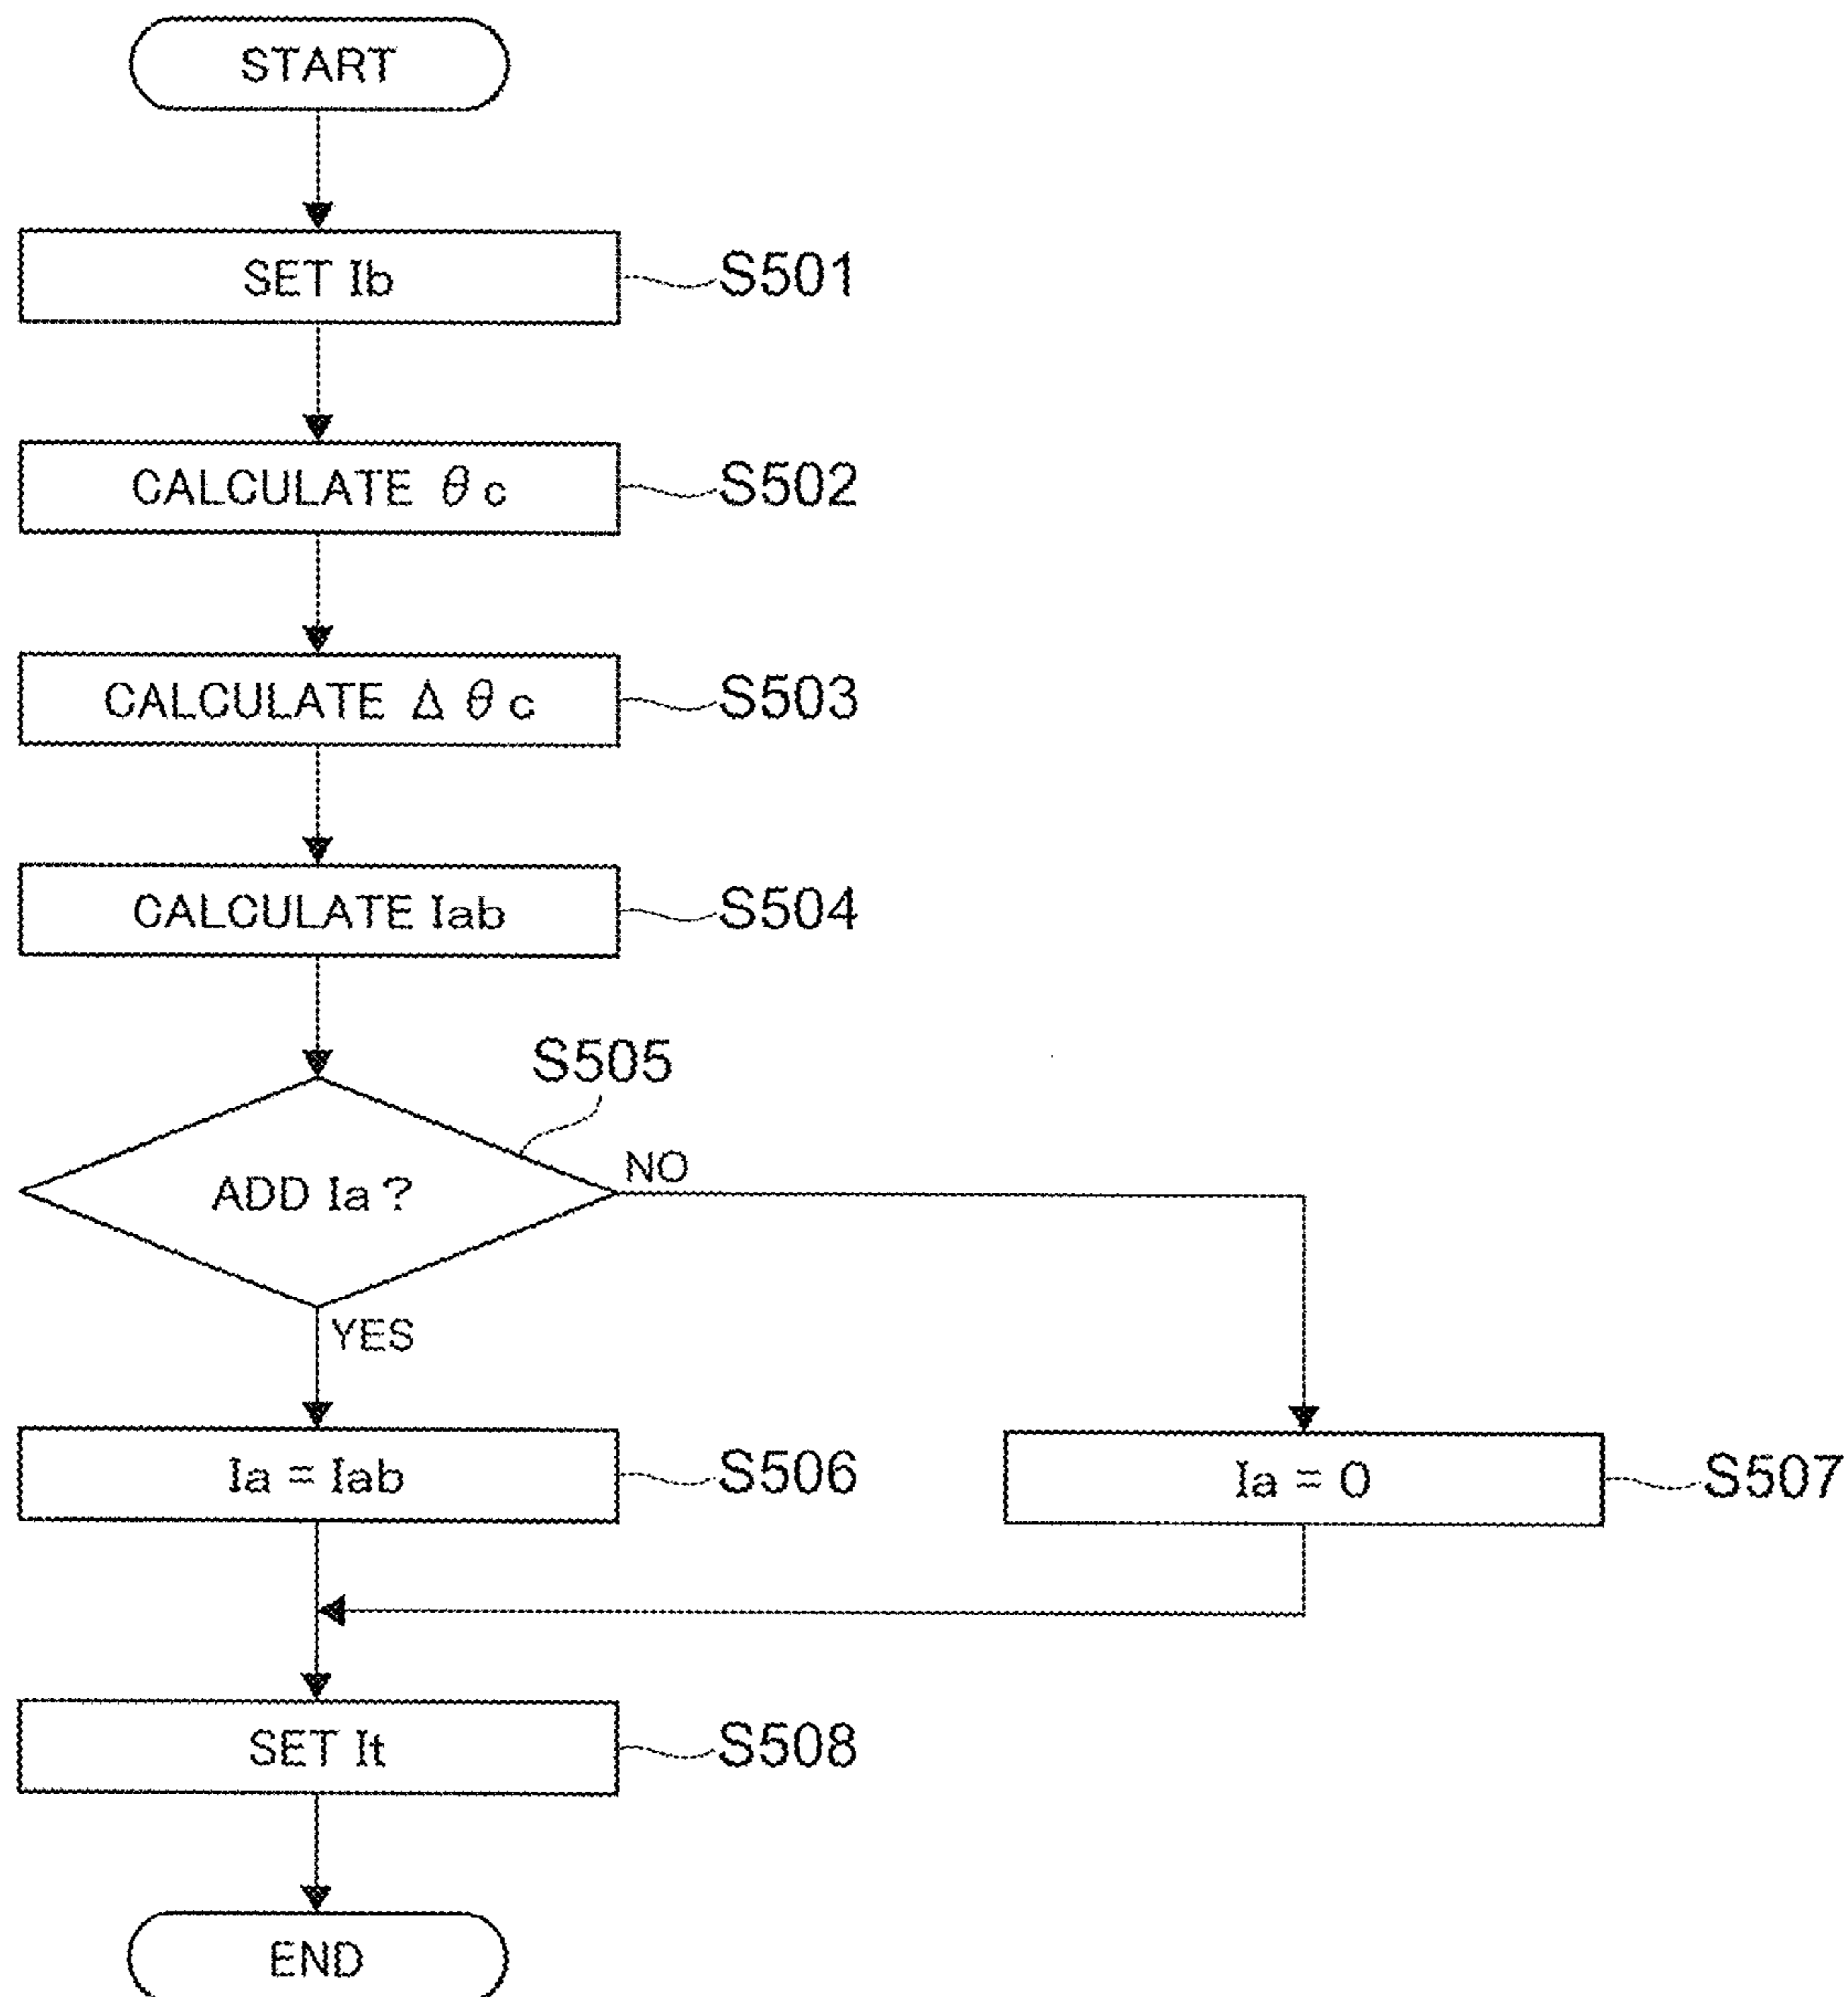 START
SET Ib
S501
CALCULATE θc
S502
CALCULATE Δθc
S503
CALCULATE Iab
S504
S505
ADD Ia?
NO
YES
Ia = Iab
S506
Ia = 0
S507
SET It
S508
END